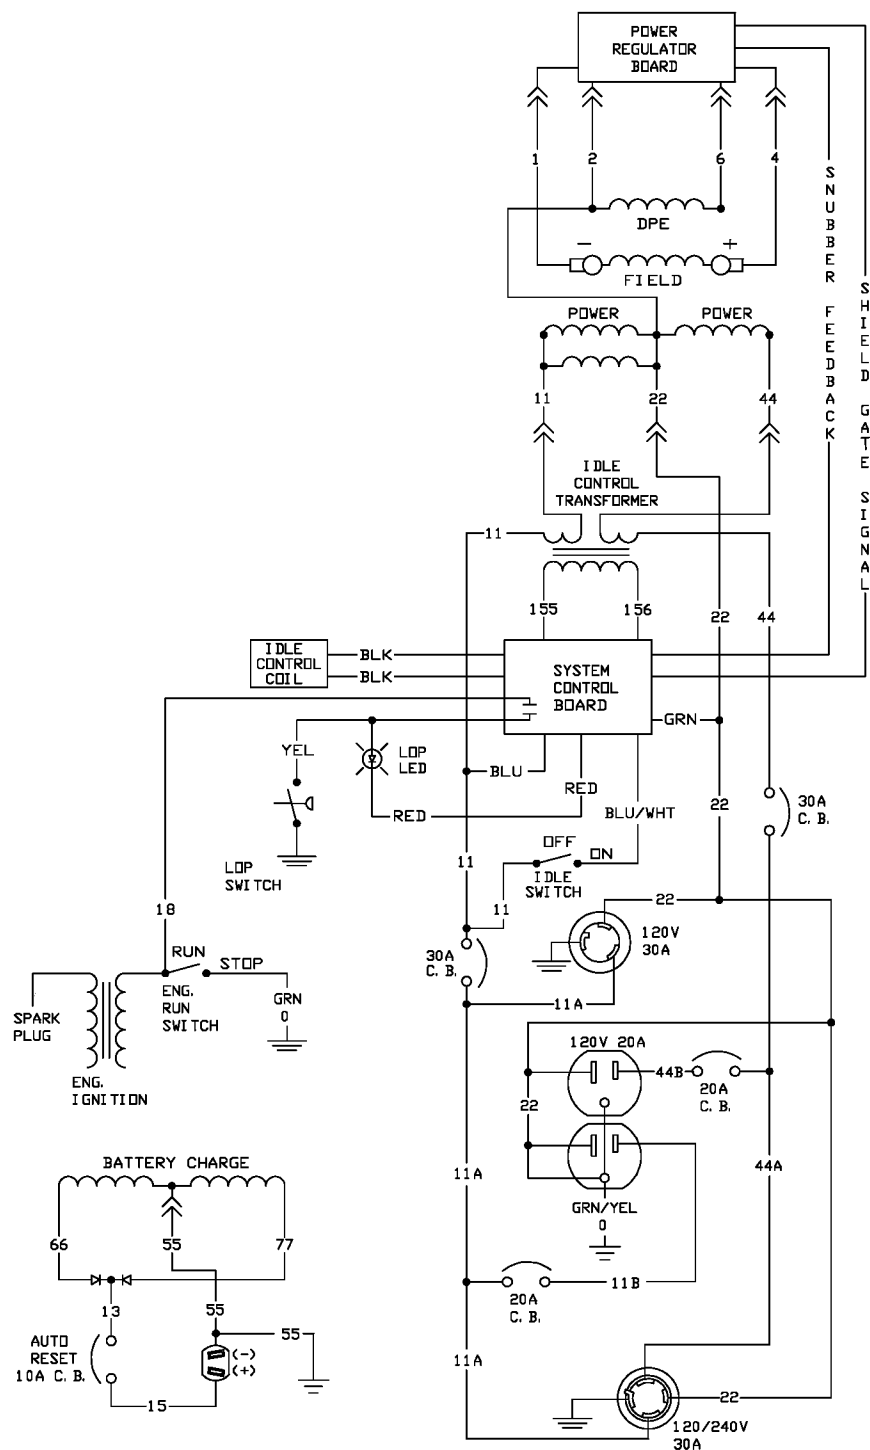 POWER
REGULATOR
BOARD
1
2
6
4
DPE
-
+
FIELD
SNUBBER FEEDBACK
SHIELD GATE SIGNAL
POWER
POWER
11
22
44
IDLE
CONTROL
TRANSFORMER
11
155
156
22
44
IDLE
CONTROL
COIL
BLK
BLK
SYSTEM
CONTROL
BOARD
GRN
YEL
LOP
LED
BLU
RED
RED
BLU/WHT
22
30A
C. B.
OFF
ON
IDLE
SWITCH
11
LOP
SWITCH
18
11
22
120V
30A
30A
C. B.
11A
RUN
STOP
ENG.
RUN
SWITCH
GRN
0
SPARK
PLUG
ENG.
IGNITION
120V 20A
44B
20A
C. B.
22
11A
44A
GRN/YEL
0
BATTERY CHARGE
66
55
77
13
55
55
20A
C. B.
11B
AUTO
RESET
10A C. B.
(-)
(+)
15
11A
22
120/240V
30A